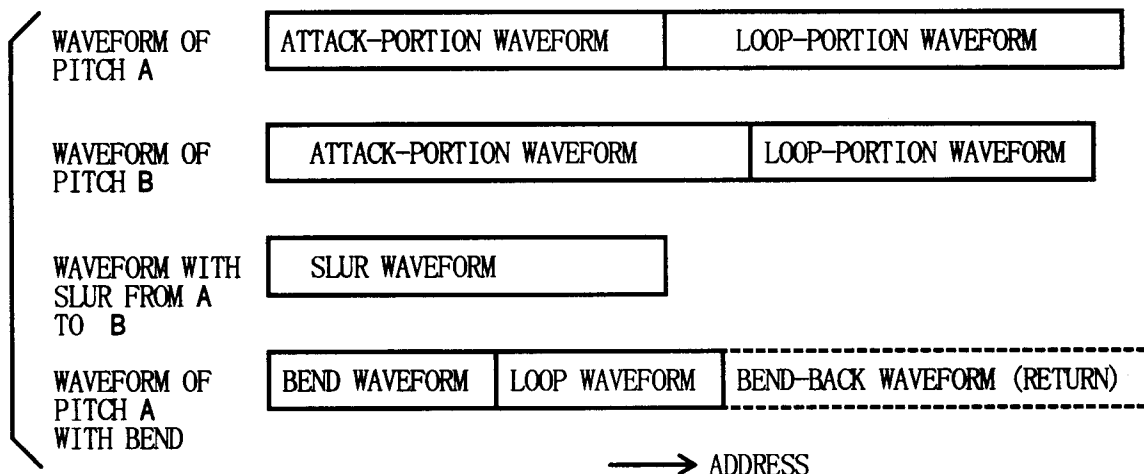 WAVEFORM OF
PITCH A
ATTACK-PORTION WAVEFORM
LOOP-PORTION WAVEFORM
WAVEFORM OF
PITCH B
ATTACK-PORTION WAVEFORM
LOOP-PORTION WAVEFORM
WAVEFORM WITH
SLUR FROM A
TO B
SLUR WAVEFORM
WAVEFORM OF
PITCH A
WITH BEND
BEND WAVEFORM
LOOP WAVEFORM
BEND-BACK WAVEFORM (RETURN)
ADDRESS